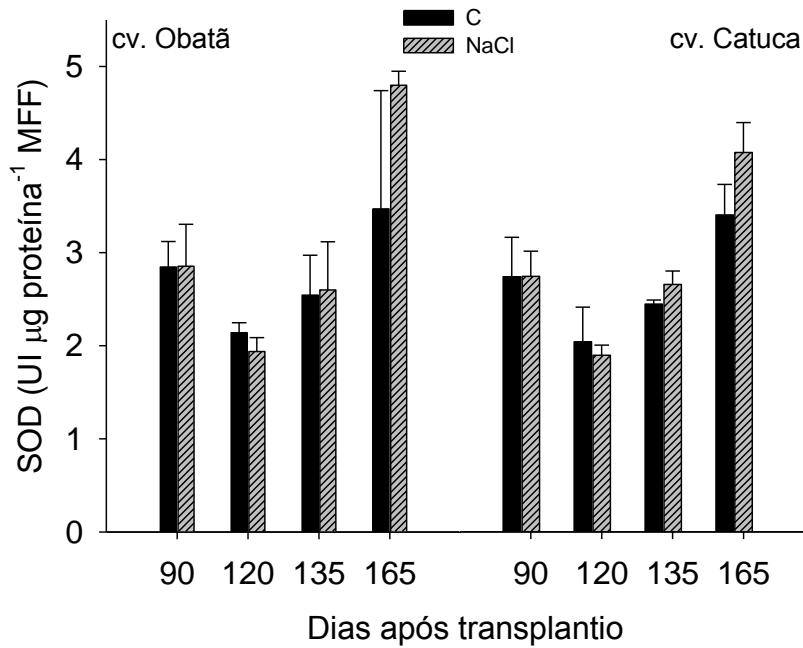 cv. Obatã
C
NaCl
cv. Catuca
SOD (UI μg proteína⁻¹ MFF)
5
4
3
2
1
0
90 120 135 165 90 120 135 165
Dias após transplantio